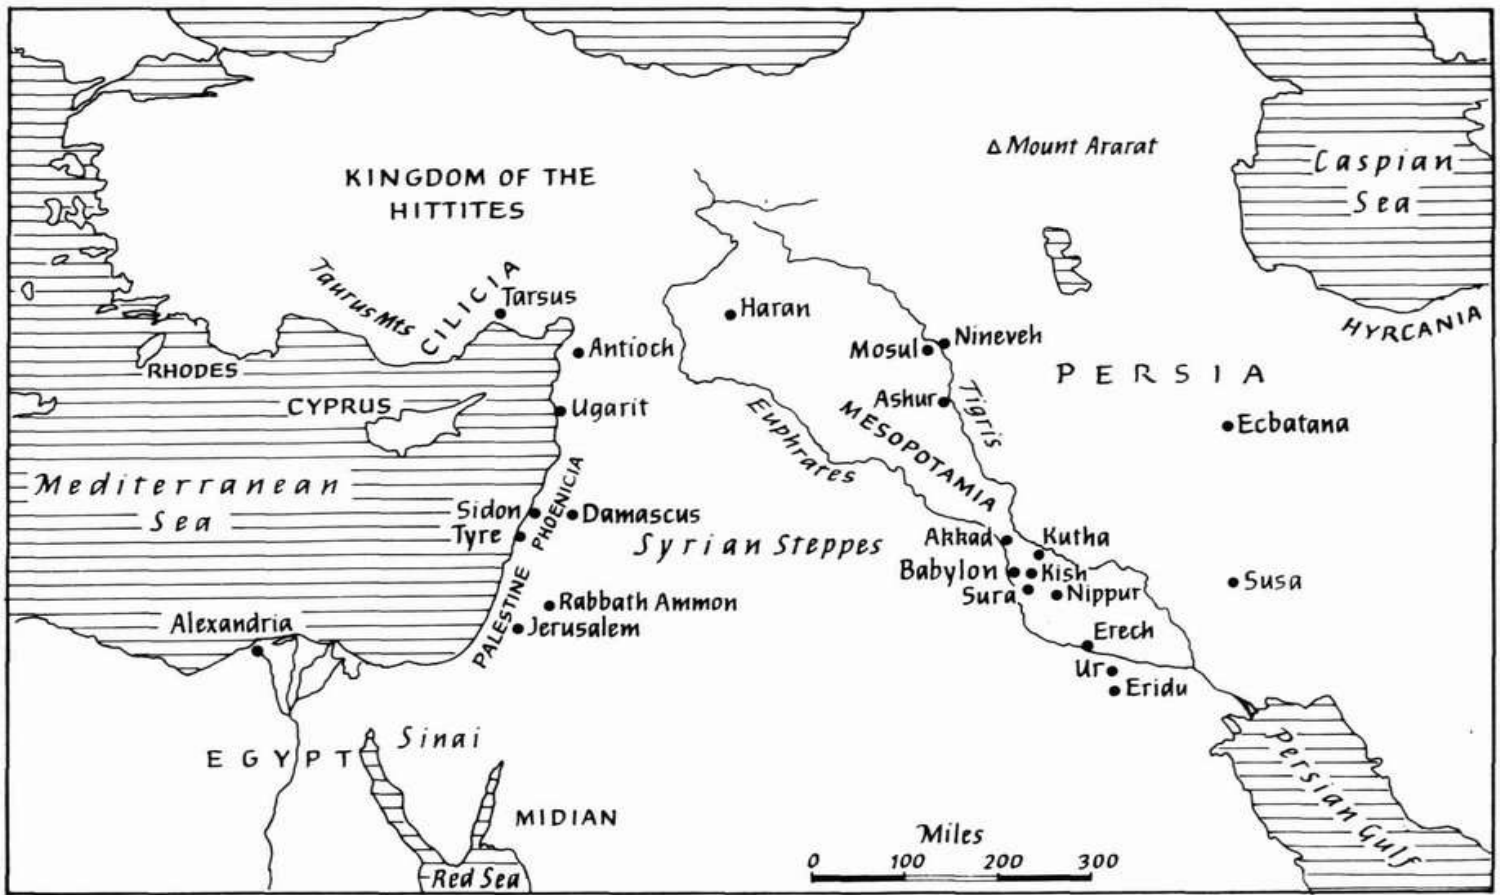 Mount Ararat
Caspian
Sea
KINGDOM OF THE
HITTITES
Taurus Mts
CILICIA
Tarsus
Haran
HYRCANIA
Antioch
Mosul
Nineveh
RHODES
PERSIA
CYPRUS
Ugarit
Ashur
Tigris
MESOPOTAMIA
Euphrates
Ecbatana
Mediterranean
Sea
Sidon
PHOENICIA
Damascus
Tyre
Syrian Steppes
Akkad
Kutha
Babylon
Kish
Susa
Sura
Nippur
PALESTINE
Rabbath Ammon
Alexandria
Jerusalem
Erech
Ur
Eridu
EGYPT
Sinai
Persian Gulf
MIDIAN
Miles
0 100 200 300
Red Sea